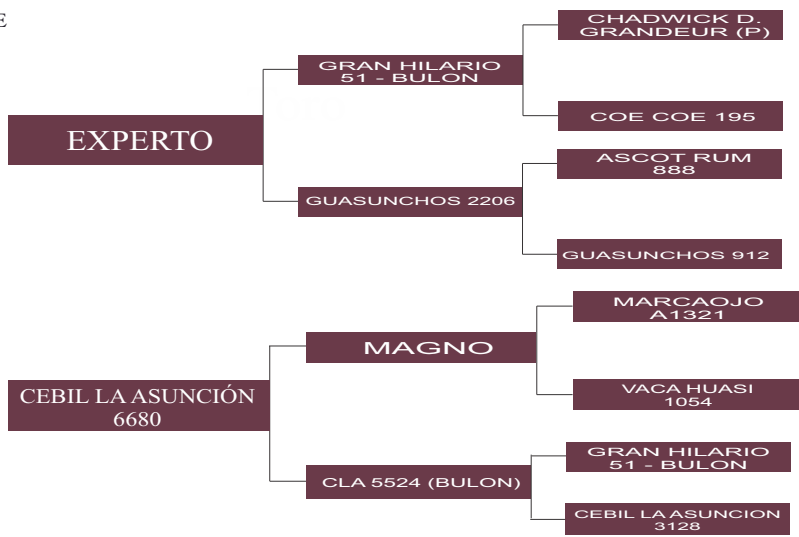 E
EXPERTO
GRAN HILARIO
51 - BULON
CHADWICK D.
GRANDEUR (P)
COE COE 195
GUASUNCHOS 2206
ASCOT RUM
888
GUASUNCHOS 912
CEBIL LA ASUNCIÓN
6680
MAGNO
MARCAOJO
A1321
VACA HUASI
1054
CLA 5524 (BULON)
GRAN HILARIO
51 - BULON
CEBIL LA ASUNCION
3128